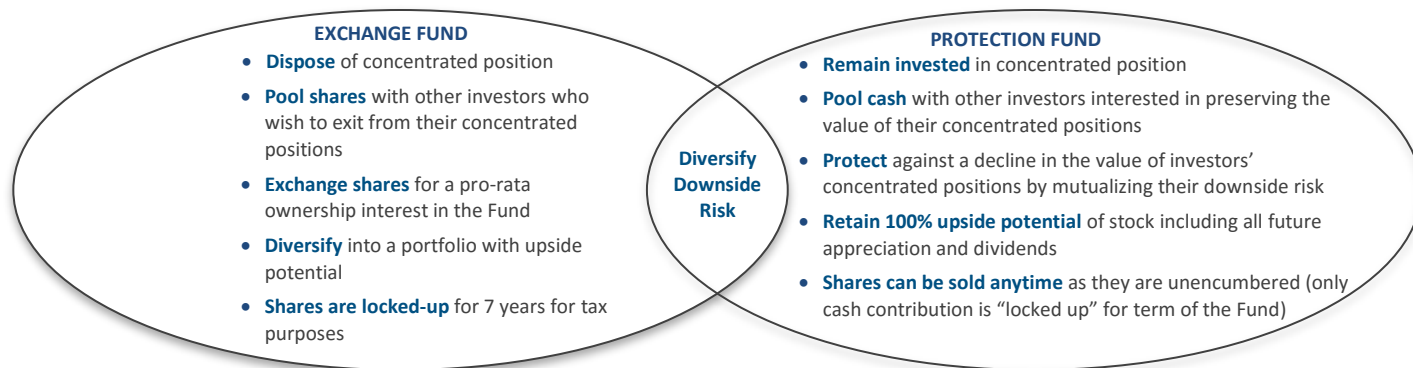 EXCHANGE FUND
• Dispose of concentrated position
• Pool shares with other investors who
wish to exit from their concentrated
positions
• Exchange shares for a pro-rata
ownership interest in the Fund
• Diversify into a portfolio with upside
potential
• Shares are locked-up for 7 years for tax
purposes
Diversify
Downside
Risk
PROTECTION FUND
• Remain invested in concentrated position
• Pool cash with other investors interested in preserving the
value of their concentrated positions
• Protect against a decline in the value of investors’
concentrated positions by mutualizing their downside risk
• Retain 100% upside potential of stock including all future
appreciation and dividends
• Shares can be sold anytime as they are unencumbered (only
cash contribution is “locked up” for term of the Fund)